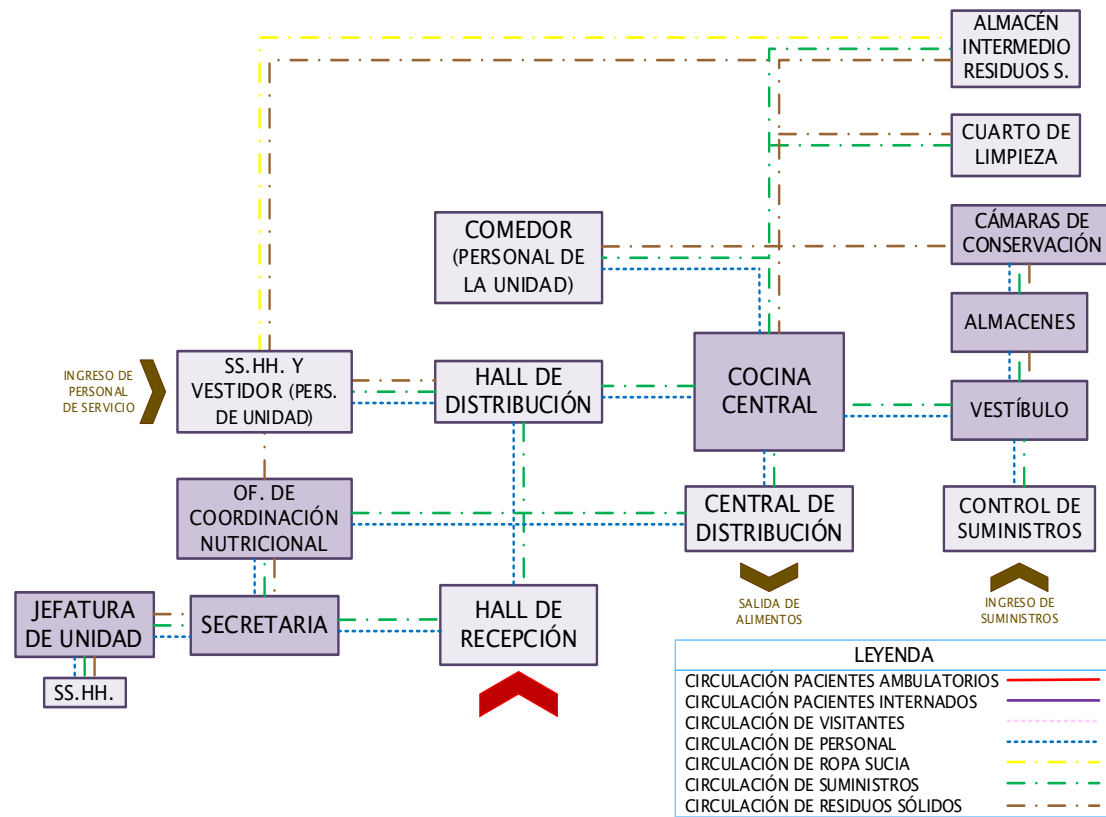 ALMACÉN
INTERMEDIO
RESIDUOS S.
CUARTO DE
LIMPIEZA
COMEDOR
(PERSONAL DE
LA UNIDAD)
CÁMARAS DE
CONSERVACIÓN
ALMACENES
INGRESO DE
PERSONAL
DE SERVICIO
SS.HH. Y
VESTIDOR (PERS.
DE UNIDAD)
HALL DE
DISTRIBUCIÓN
COCINA
CENTRAL
VESTÍBULO
OF. DE
COORDINACIÓN
NUTRICIONAL
CENTRAL DE
DISTRIBUCIÓN
CONTROL DE
SUMINISTROS
JEFATURA
DE UNIDAD
SECRETARIA
HALL DE
RECEPCIÓN
SALIDA DE
ALIMENTOS
INGRESO DE
SUMINISTROS
SS.HH.
LEYENDA
CIRCULACIÓN PACIENTES AMBULATORIOS
CIRCULACIÓN PACIENTES INTERNADOS
CIRCULACIÓN DE VISITANTES
CIRCULACIÓN DE PERSONAL
CIRCULACIÓN DE ROPA SUCIA
CIRCULACIÓN DE SUMINISTROS
CIRCULACIÓN DE RESIDUOS SÓLIDOS